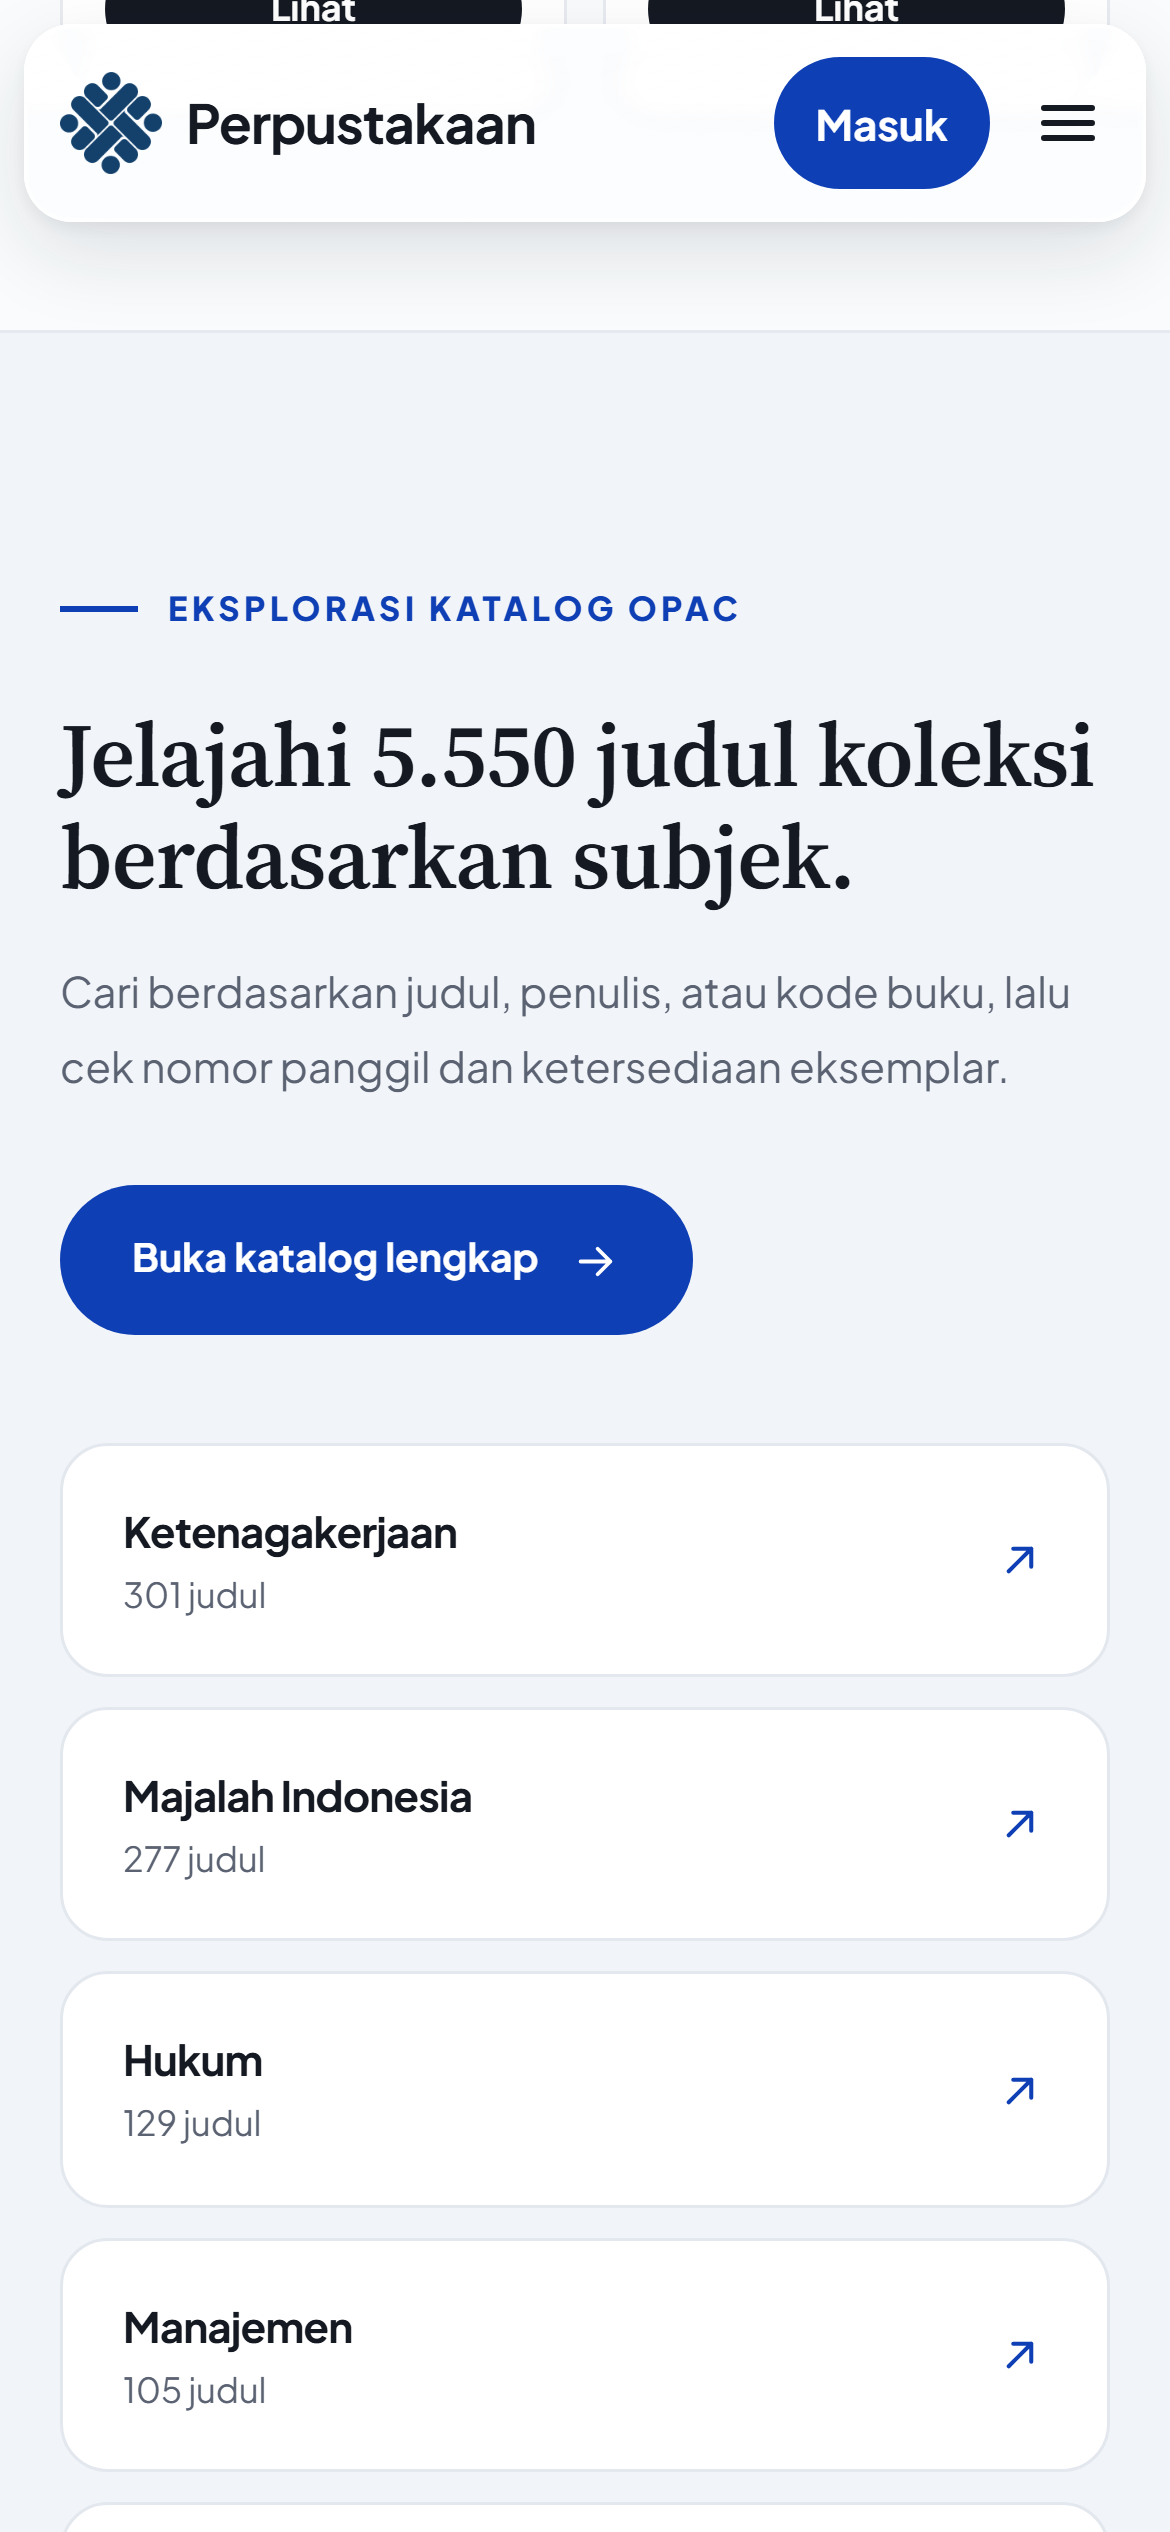 Lihat Lihat
Perpustakaan Masuk
EKSPLORASI KATALOG OPAC
Jelajahi 5.550 judul koleksi
berdasarkan subjek.
Cari berdasarkan judul, penulis, atau kode buku, lalu
cek nomor panggil dan ketersediaan eksemplar.
Buka katalog lengkap
Ketenagakerjaan
301 judul
Majalah Indonesia
277 judul
Hukum
129 judul
Manajemen
105 judul